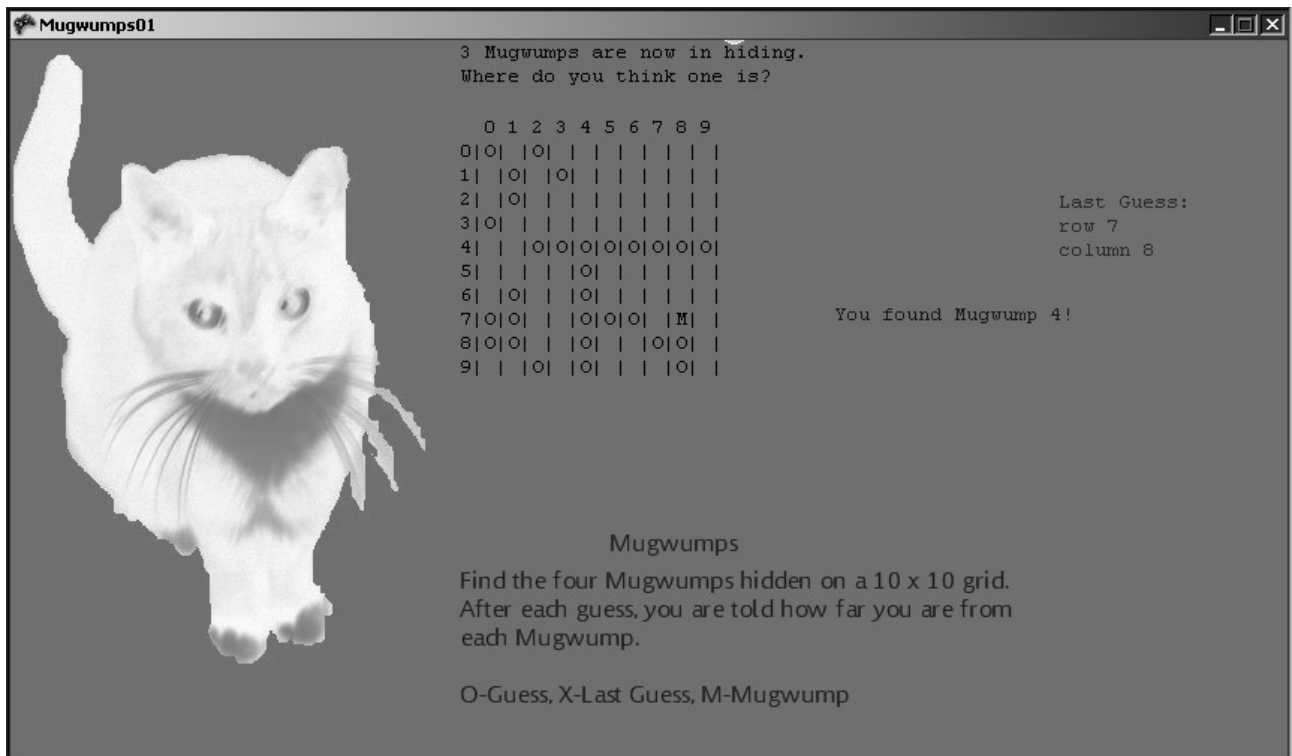 Mugwumps01
3 Mugwumps are now in hiding.
Where do you think one is?
  0 1 2 3 4 5 6 7 8 9
0|O| |O| | | | | | | |
1| |O| |O| | | | | | |
2| |O| | | | | | | | |
3|O| | | | | | | | | |
4| | |O|O|O|O|O|O|O|O|
5| | | | |O| | | | | |
6| |O| | |O| | | | | |
7|O|O| | |O|O|O| |M| |
8|O|O| | |O| | |O|O| |
9| | |O| |O| | | |O| |
Last Guess:
row 7
column 8
You found Mugwump 4!
Mugwumps
Find the four Mugwumps hidden on a 10 x 10 grid.
After each guess, you are told how far you are from
each Mugwump.
O-Guess, X-Last Guess, M-Mugwump